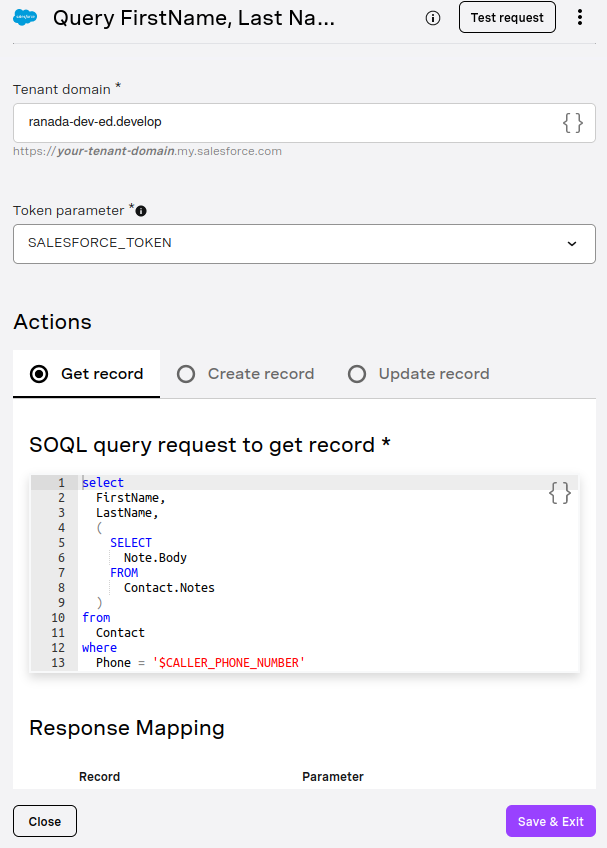 Query FirstName, Last Na...
Test request
Tenant domain *
ranada-dev-ed.develop
{ }
https://your-tenant-domain.my.salesforce.com
Token parameter *
SALESFORCE_TOKEN
Actions
Get record
Create record
Update record
SOQL query request to get record *
{ }
1 select
2 FirstName,
3 LastName,
4 (
5 SELECT
6 Note.Body
7 FROM
8 Contact.Notes
9 )
10 from
11 Contact
12 where
13 Phone = '$CALLER_PHONE_NUMBER'
Response Mapping
Record Parameter
Close
Save & Exit